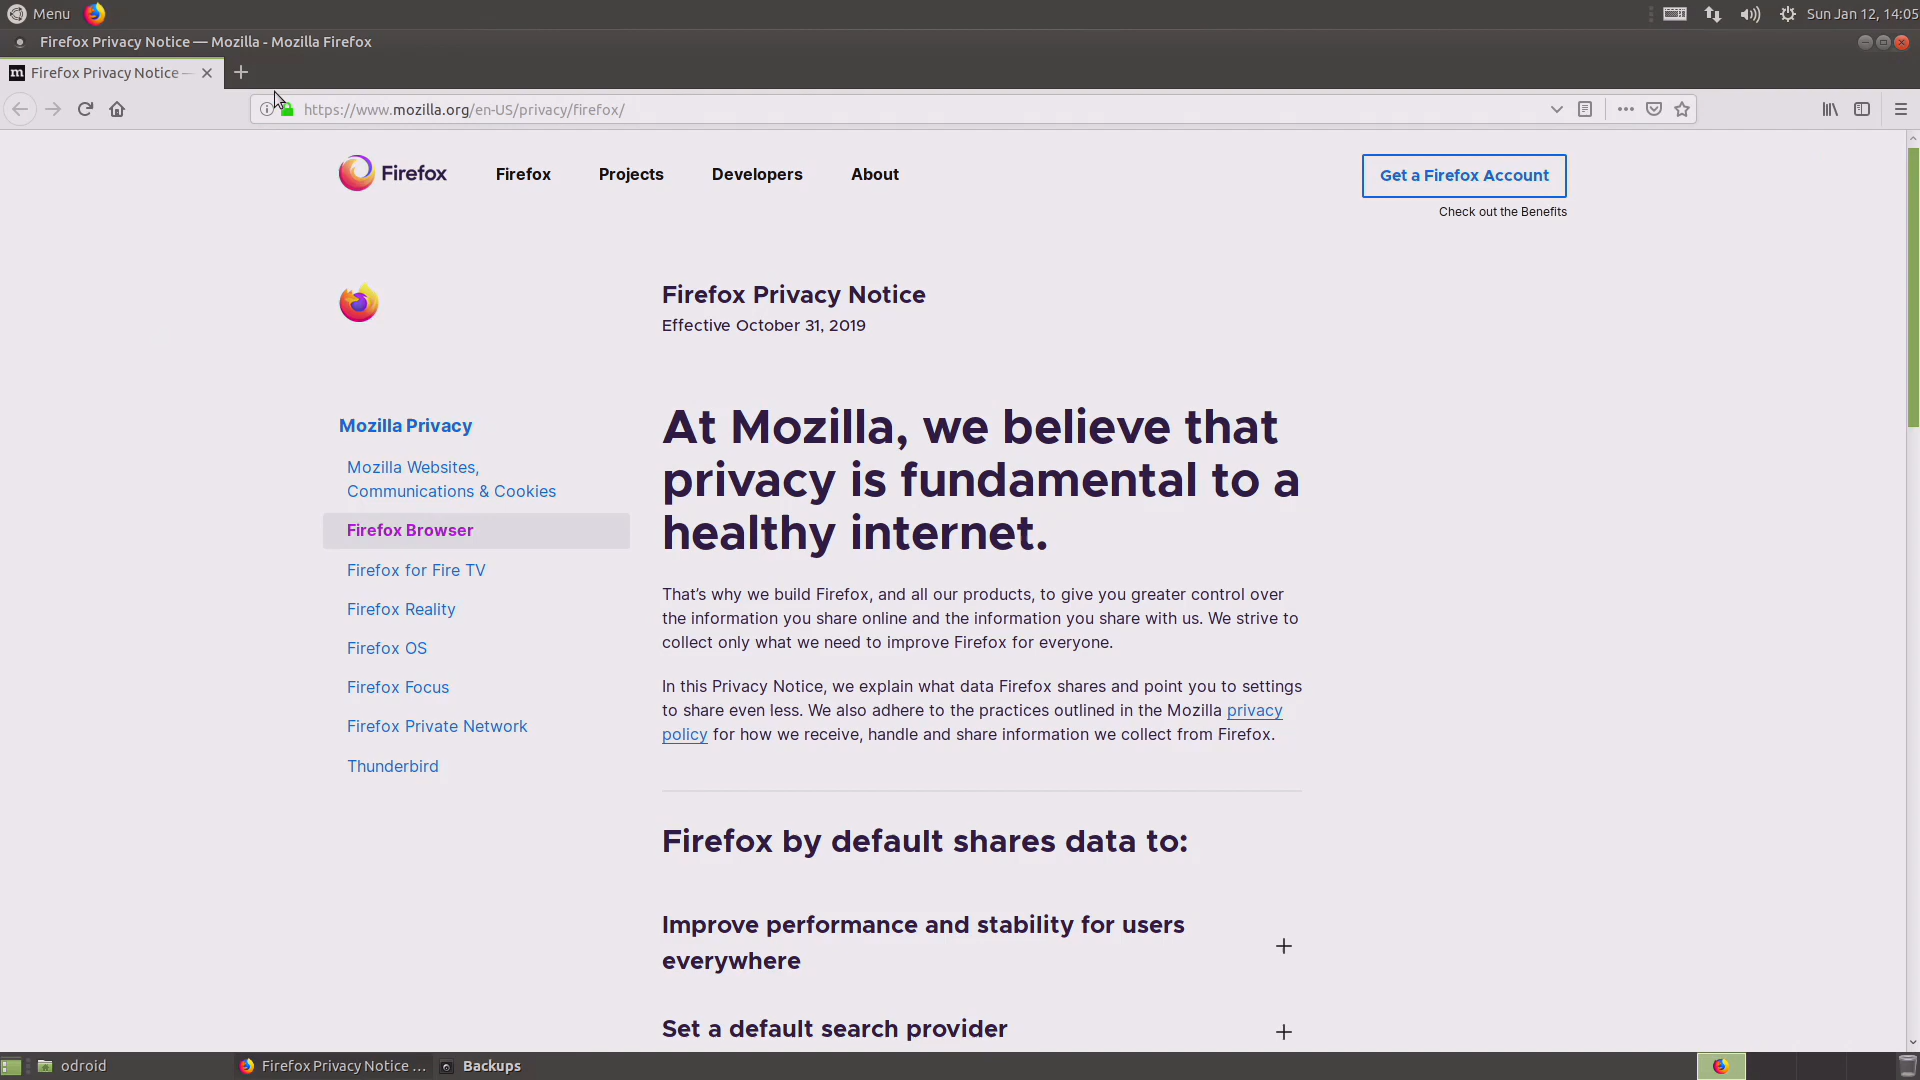 Menu
Sun Jan 12, 14:05
Firefox Privacy Notice — Mozilla - Mozilla Firefox
Firefox Privacy Notice —
https://www.mozilla.org/en-US/privacy/firefox/
Firefox
Firefox
Projects
Developers
About
Get a Firefox Account
Check out the Benefits
Firefox Privacy Notice
Effective October 31, 2019
Mozilla Privacy
Mozilla Websites,
Communications & Cookies
Firefox Browser
Firefox for Fire TV
Firefox Reality
Firefox OS
Firefox Focus
Firefox Private Network
Thunderbird
At Mozilla, we believe that
privacy is fundamental to a
healthy internet.
That’s why we build Firefox, and all our products, to give you greater control over
the information you share online and the information you share with us. We strive to
collect only what we need to improve Firefox for everyone.
In this Privacy Notice, we explain what data Firefox shares and point you to settings
to share even less. We also adhere to the practices outlined in the Mozilla privacy
policy for how we receive, handle and share information we collect from Firefox.
Firefox by default shares data to:
Improve performance and stability for users
everywhere
Set a default search provider
odroid
Firefox Privacy Notice ...
Backups